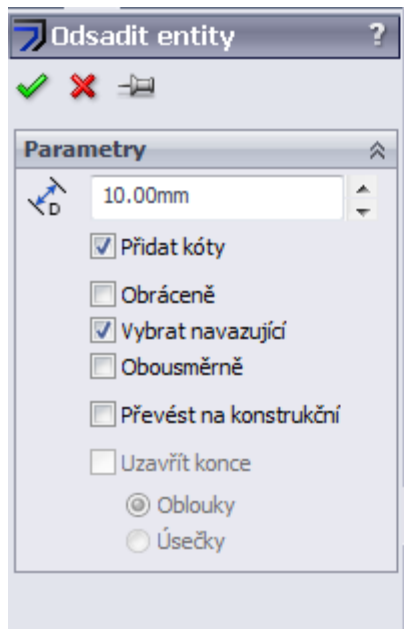 Odsadit entity ?
Parametry
D
10.00mm
Přidat kóty
Obráceně
Vybrat navazující
Obousměrně
Převést na konstrukční
Uzavřít konce
Oblouky
Úsečky